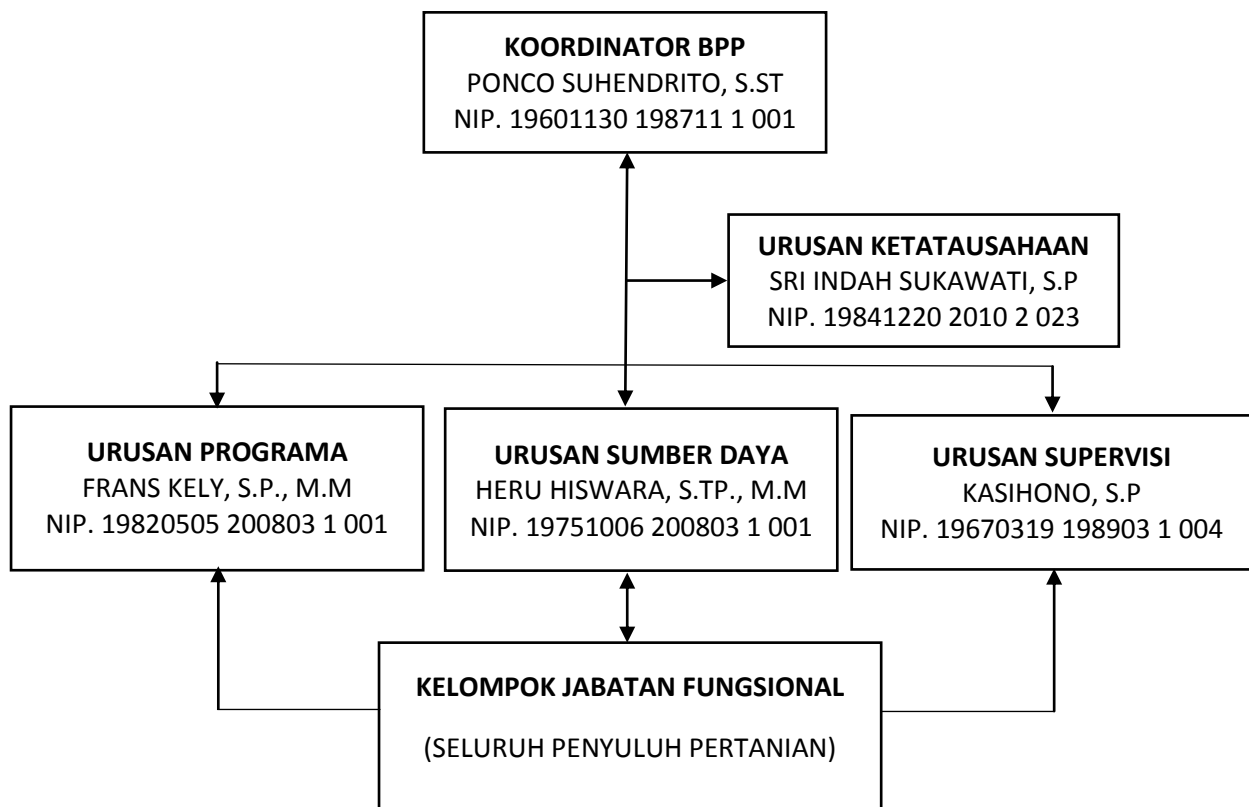 KOORDINATOR BPP
PONCO SUHENDRITO, S.ST
NIP. 19601130 198711 1 001
URUSAN KETATAUSAHAAN
SRI INDAH SUKAWATI, S.P
NIP. 19841220 2010 2 023
URUSAN PROGRAMA
FRANS KELY, S.P., M.M
NIP. 19820505 200803 1 001
URUSAN SUMBER DAYA
HERU HISWARA, S.TP., M.M
NIP. 19751006 200803 1 001
URUSAN SUPERVISI
KASIHONO, S.P
NIP. 19670319 198903 1 004
KELOMPOK JABATAN FUNGSIONAL
(SELURUH PENYULUH PERTANIAN)